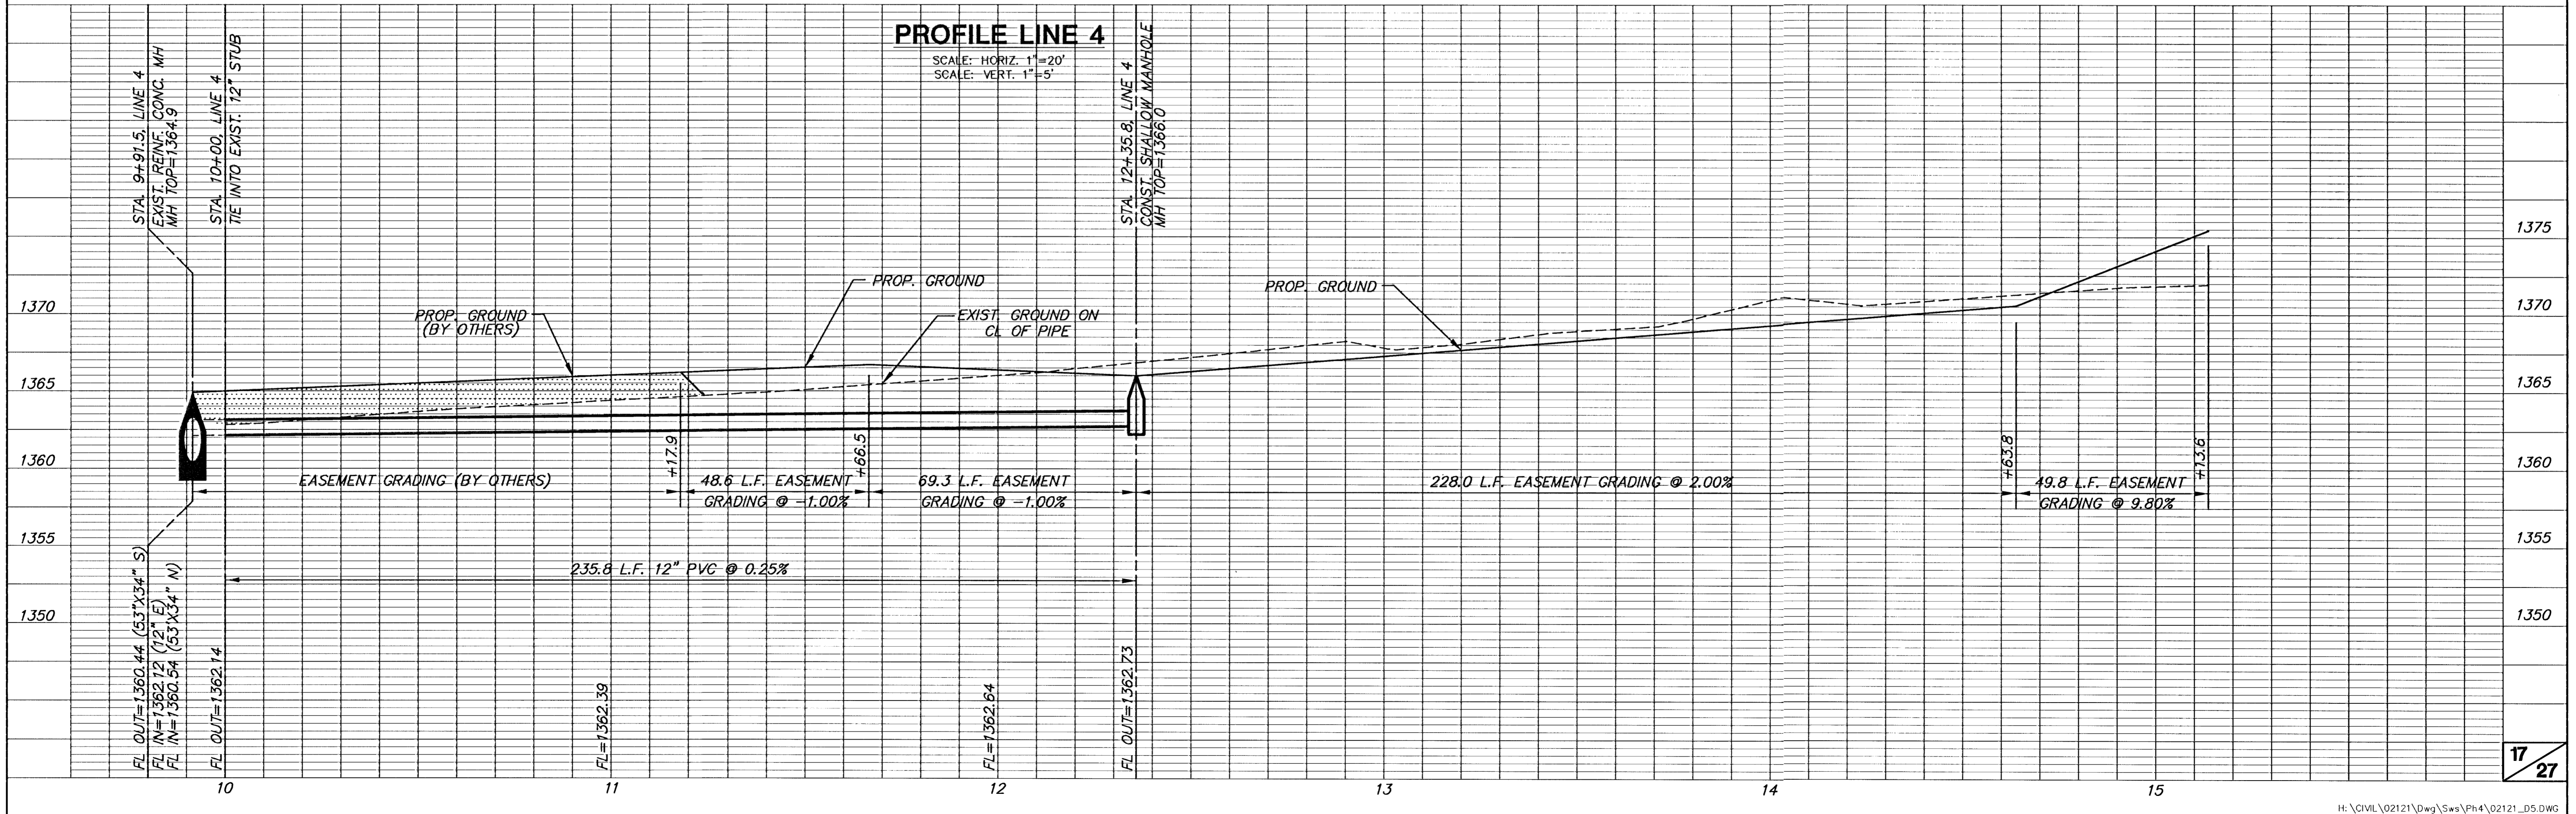 PROFILE LINE 4
SCALE: HORIZ. 1"=20'
SCALE: VERT. 1"=5'
STA. 9+91.5, LINE 4
EXIST. REINF. CONC. MH
MH TOP=1364.9
STA. 10+00, LINE 4
TIE INTO EXIST. 12" STUB
STA. 12+35.8, LINE 4
CONST. SHALLOW MANHOLE
MH TOP=1366.0
1375
1370
1370
1365
1365
1360
1360
1355
1355
1350
1350
PROP. GROUND
(BY OTHERS)
PROP. GROUND
EXIST. GROUND ON
CL OF PIPE
PROP. GROUND
+17.9
+66.5
+63.8
+13.6
EASEMENT GRADING (BY OTHERS)
48.6 L.F. EASEMENT
GRADING @ -1.00%
69.3 L.F. EASEMENT
GRADING @ -1.00%
228.0 L.F. EASEMENT GRADING @ 2.00%
49.8 L.F. EASEMENT
GRADING @ 9.80%
235.8 L.F. 12" PVC @ 0.25%
FL OUT=1360.44 (53"X34" S)
FL IN=1362.12 (12" E)
FL IN=1360.54 (53'X34" N)
FL OUT=1362.14
FL=1362.39
FL=1362.64
FL OUT=1362.73
10
11
12
13
14
15
17/27
H:\CIVIL\02121\Dwg\Sws\Ph4\02121_D5.DWG